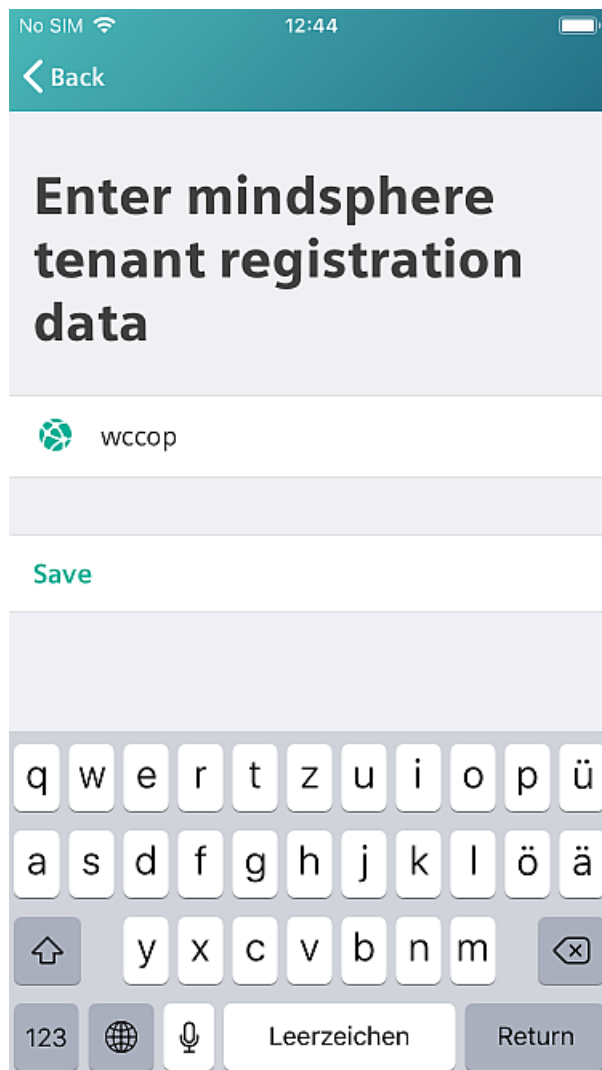 No SIM 12:44
Back
Enter mindsphere
tenant registration
data
wccop
Save
q w e r t z u i o p ü
a s d f g h j k l ö ä
y x c v b n m
123 Leerzeichen Return